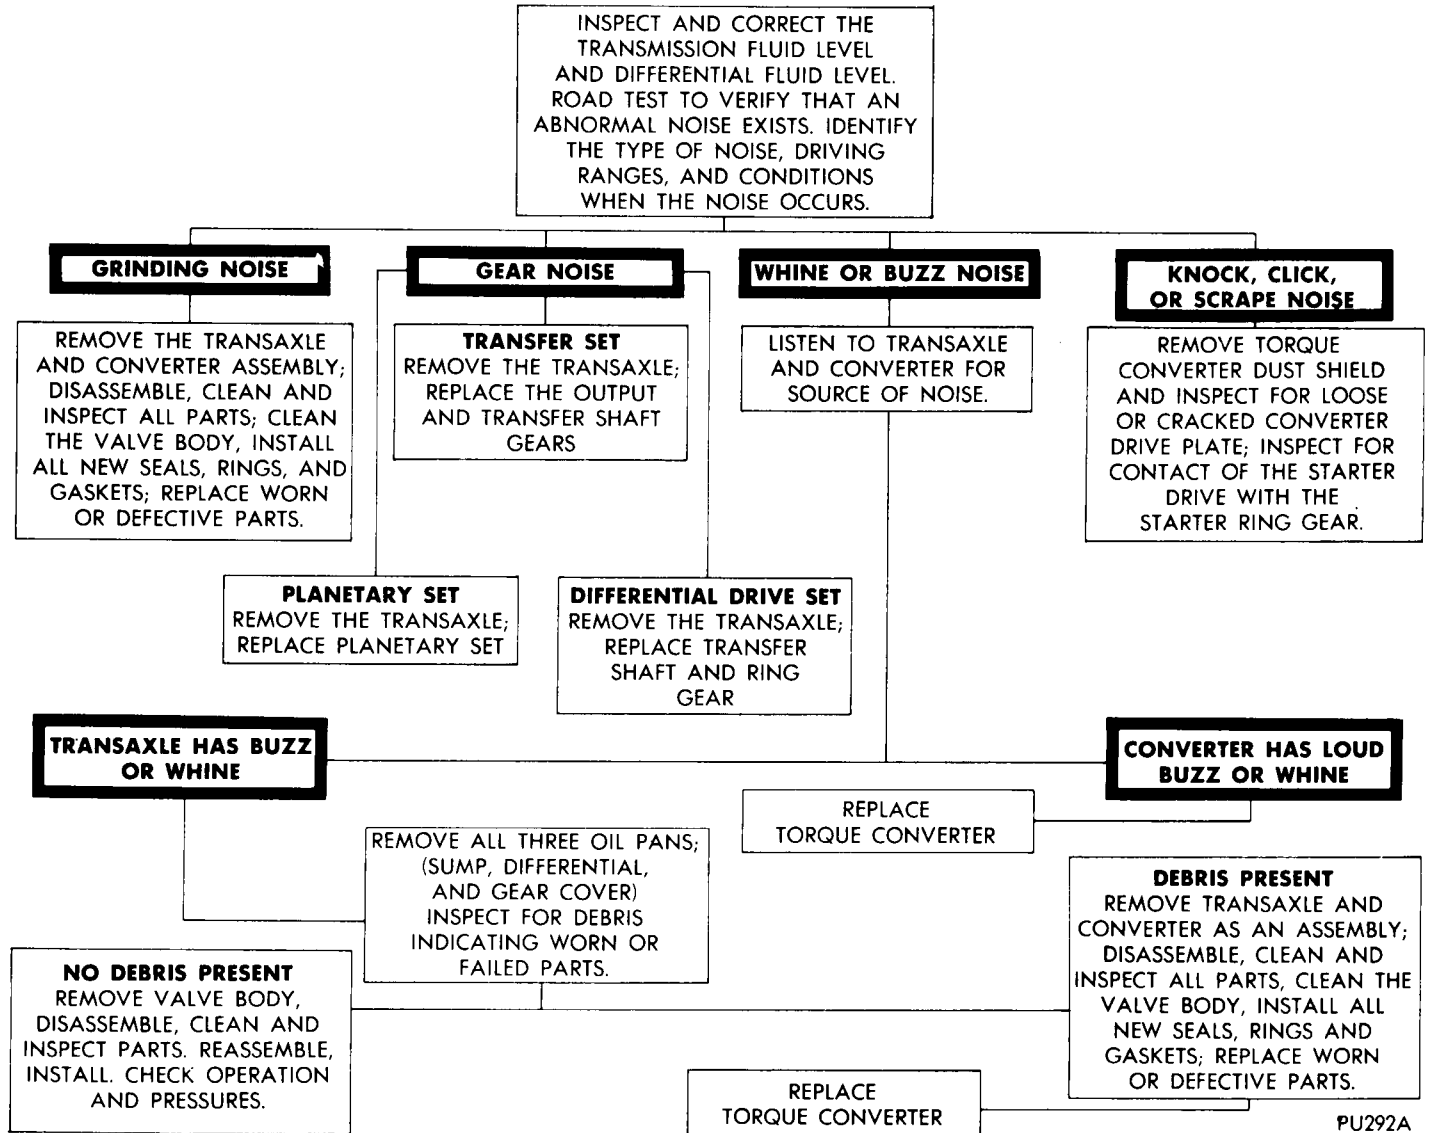 INSPECT AND CORRECT THE
TRANSMISSION FLUID LEVEL
AND DIFFERENTIAL FLUID LEVEL.
ROAD TEST TO VERIFY THAT AN
ABNORMAL NOISE EXISTS. IDENTIFY
THE TYPE OF NOISE, DRIVING
RANGES, AND CONDITIONS
WHEN THE NOISE OCCURS.
GRINDING NOISE
REMOVE THE TRANSAXLE
AND CONVERTER ASSEMBLY;
DISASSEMBLE, CLEAN AND
INSPECT ALL PARTS; CLEAN
THE VALVE BODY, INSTALL
ALL NEW SEALS, RINGS, AND
GASKETS; REPLACE WORN
OR DEFECTIVE PARTS.
GEAR NOISE
TRANSFER SET
REMOVE THE TRANSAXLE;
REPLACE THE OUTPUT
AND TRANSFER SHAFT
GEARS
WHINE OR BUZZ NOISE
LISTEN TO TRANSAXLE
AND CONVERTER FOR
SOURCE OF NOISE.
KNOCK, CLICK,
OR SCRAPE NOISE
REMOVE TORQUE
CONVERTER DUST SHIELD
AND INSPECT FOR LOOSE
OR CRACKED CONVERTER
DRIVE PLATE; INSPECT FOR
CONTACT OF THE STARTER
DRIVE WITH THE
STARTER RING GEAR.
PLANETARY SET
REMOVE THE TRANSAXLE;
REPLACE PLANETARY SET
DIFFERENTIAL DRIVE SET
REMOVE THE TRANSAXLE;
REPLACE TRANSFER
SHAFT AND RING
GEAR
TRANSAXLE HAS BUZZ
OR WHINE
CONVERTER HAS LOUD
BUZZ OR WHINE
REPLACE
TORQUE CONVERTER
REMOVE ALL THREE OIL PANS;
(SUMP, DIFFERENTIAL,
AND GEAR COVER)
INSPECT FOR DEBRIS
INDICATING WORN OR
FAILED PARTS.
NO DEBRIS PRESENT
REMOVE VALVE BODY,
DISASSEMBLE, CLEAN AND
INSPECT PARTS. REASSEMBLE,
INSTALL. CHECK OPERATION
AND PRESSURES.
DEBRIS PRESENT
REMOVE TRANSAXLE AND
CONVERTER AS AN ASSEMBLY;
DISASSEMBLE, CLEAN AND
INSPECT ALL PARTS, CLEAN THE
VALVE BODY, INSTALL ALL
NEW SEALS, RINGS AND
GASKETS; REPLACE WORN
OR DEFECTIVE PARTS.
REPLACE
TORQUE CONVERTER
PU292A